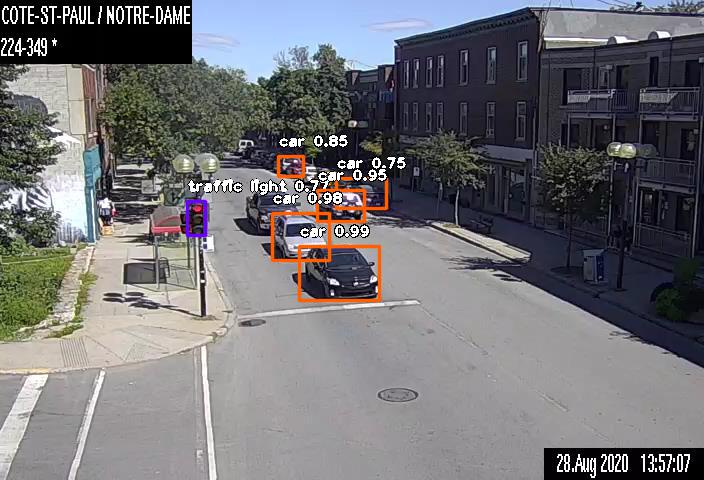 COTE-ST-PAUL / NOTRE-DAME
224-349 *
car 0.85
car 0.75
car 0.95
traffic light 0.77
car 0.98
car 0.99
28.Aug 2020 13:57:07